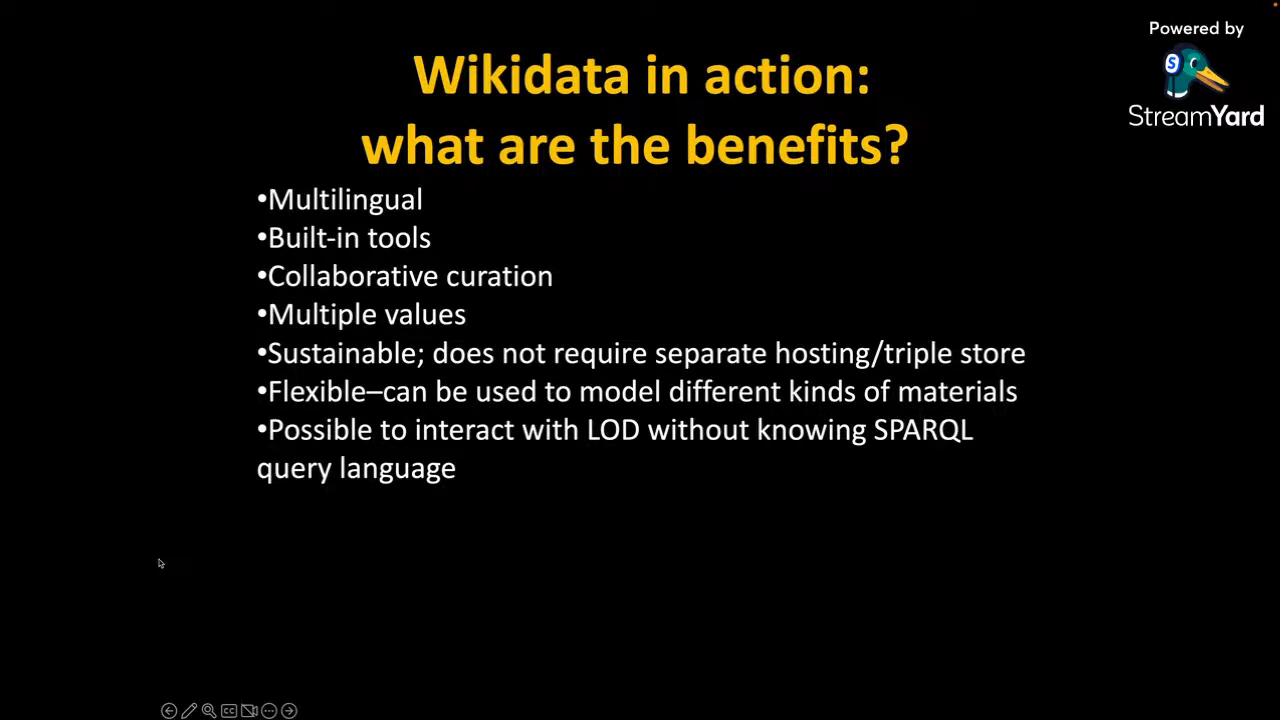 Powered by
StreamYard
Wikidata in action:
what are the benefits?
•Multilingual
•Built-in tools
•Collaborative curation
•Multiple values
•Sustainable; does not require separate hosting/triple store
•Flexible–can be used to model different kinds of materials
•Possible to interact with LOD without knowing SPARQL
query language